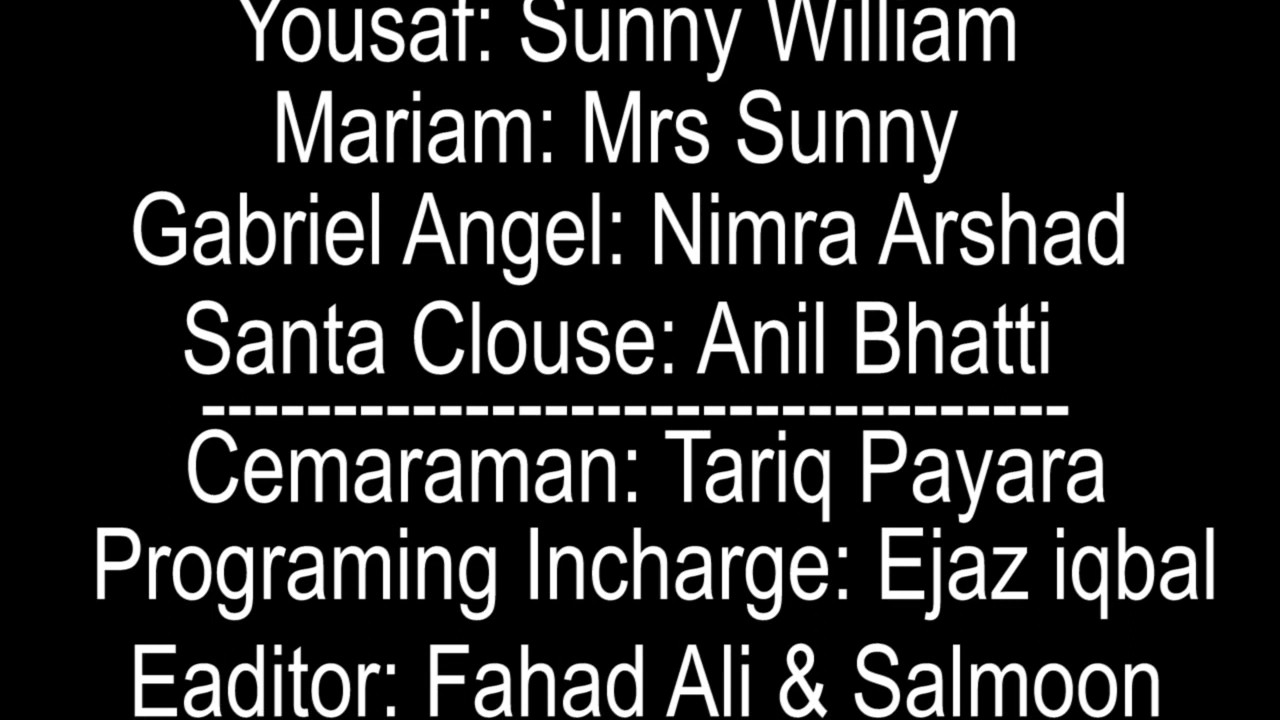 Yousaf: Sunny William
Mariam: Mrs Sunny
Gabriel Angel: Nimra Arshad
Santa Clouse: Anil Bhatti
---------------------------------
Cemaraman: Tariq Payara
Programing Incharge: Ejaz iqbal
Eaditor: Fahad Ali & Salmoon